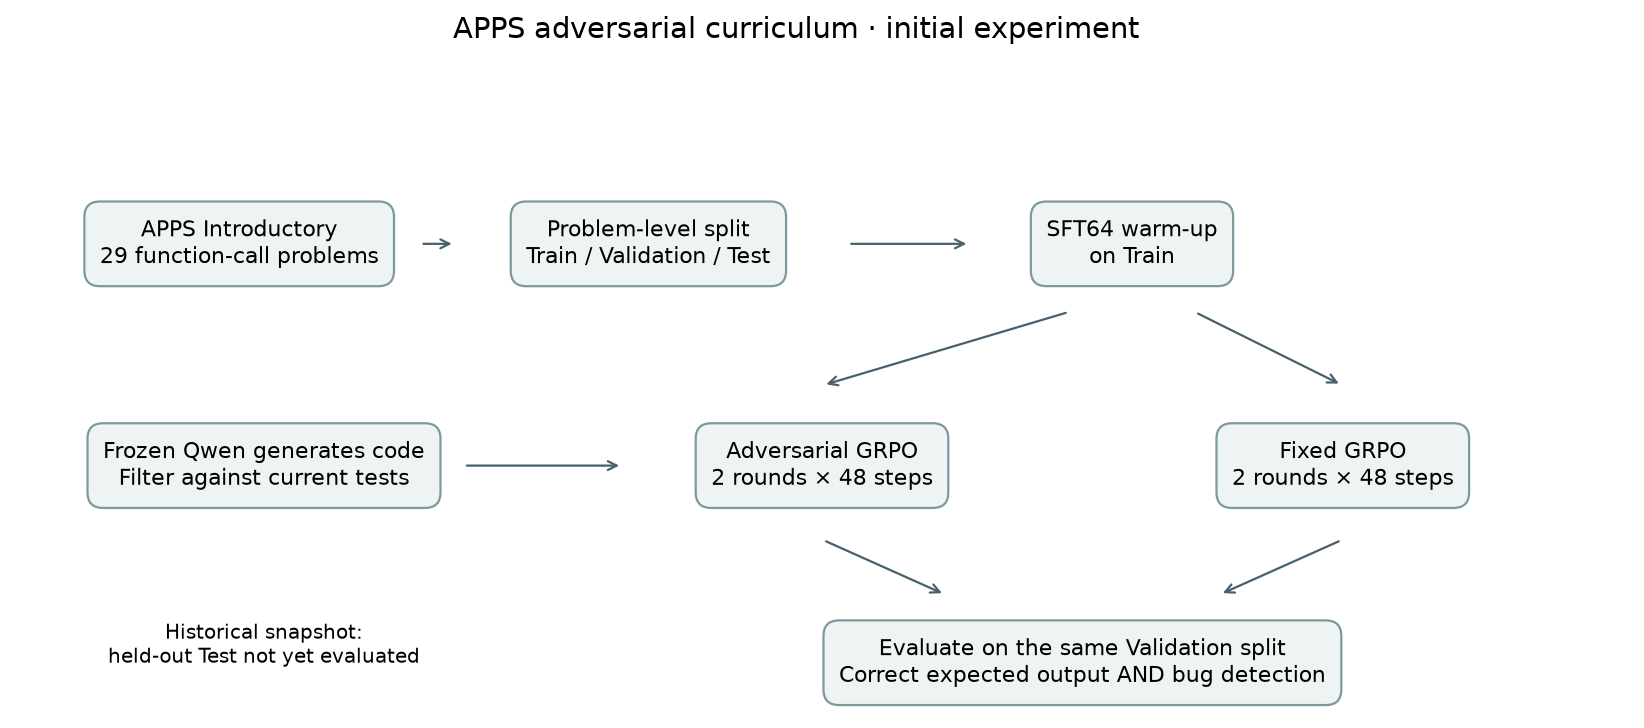 APPS adversarial curriculum · initial experiment
APPS Introductory
29 function-call problems
Problem-level split
Train / Validation / Test
SFT64 warm-up
on Train
Frozen Qwen generates code
Filter against current tests
Adversarial GRPO
2 rounds × 48 steps
Fixed GRPO
2 rounds × 48 steps
Historical snapshot:
held-out Test not yet evaluated
Evaluate on the same Validation split
Correct expected output AND bug detection